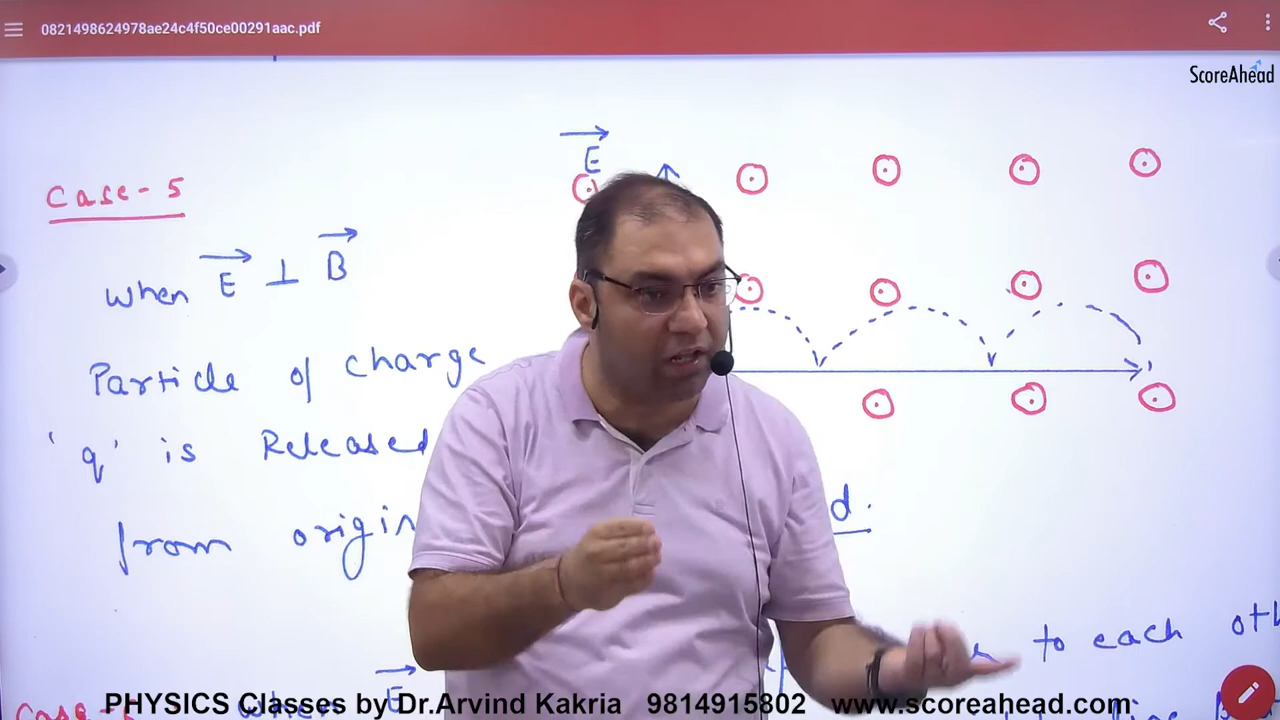 0821498624978ae24c4f50ce00291aac.pdf
ScoreAhead
E
Case-5
When E ⊥ B
Particle of charge
'q' is Released
from origin
d.
to each
when E
PHYSICS Classes by Dr.Arvind Kakria 9814915802 www.scoreahead.com